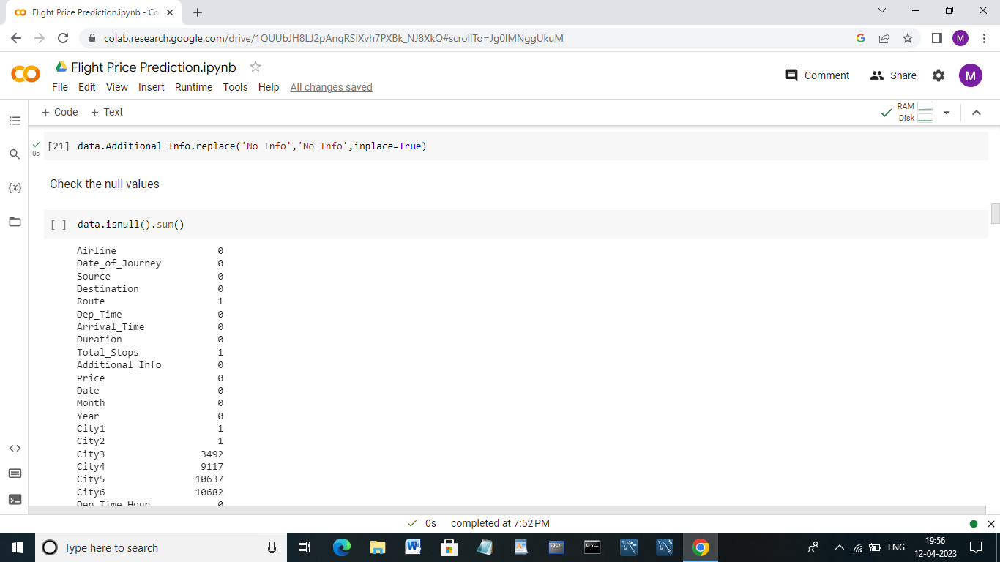 Flight Price Prediction.ipynb - Co
colab.research.google.com/drive/1QUUbJH8LJ2pAnqRSIXvh7PXBk_NJ8XkQ#scrollTo=Jg0IMNggUkuM
M
Flight Price Prediction.ipynb
Comment
Share
M
File Edit View Insert Runtime Tools Help All changes saved
+ Code + Text
RAM
Disk
[21] data.Additional_Info.replace('No Info','No Info',inplace=True)
0s
Check the null values
{x}
[ ] data.isnull().sum()
Airline 0
Date_of_Journey 0
Source 0
Destination 0
Route 1
Dep_Time 0
Arrival_Time 0
Duration 0
Total_Stops 1
Additional_Info 0
Price 0
Date 0
Month 0
Year 0
City1 1
City2 1
City3 3492
City4 9117
City5 10637
City6 10682
Dep_Time_Hour 0
0s completed at 7:52 PM
Type here to search
ENG
19:56
12-04-2023